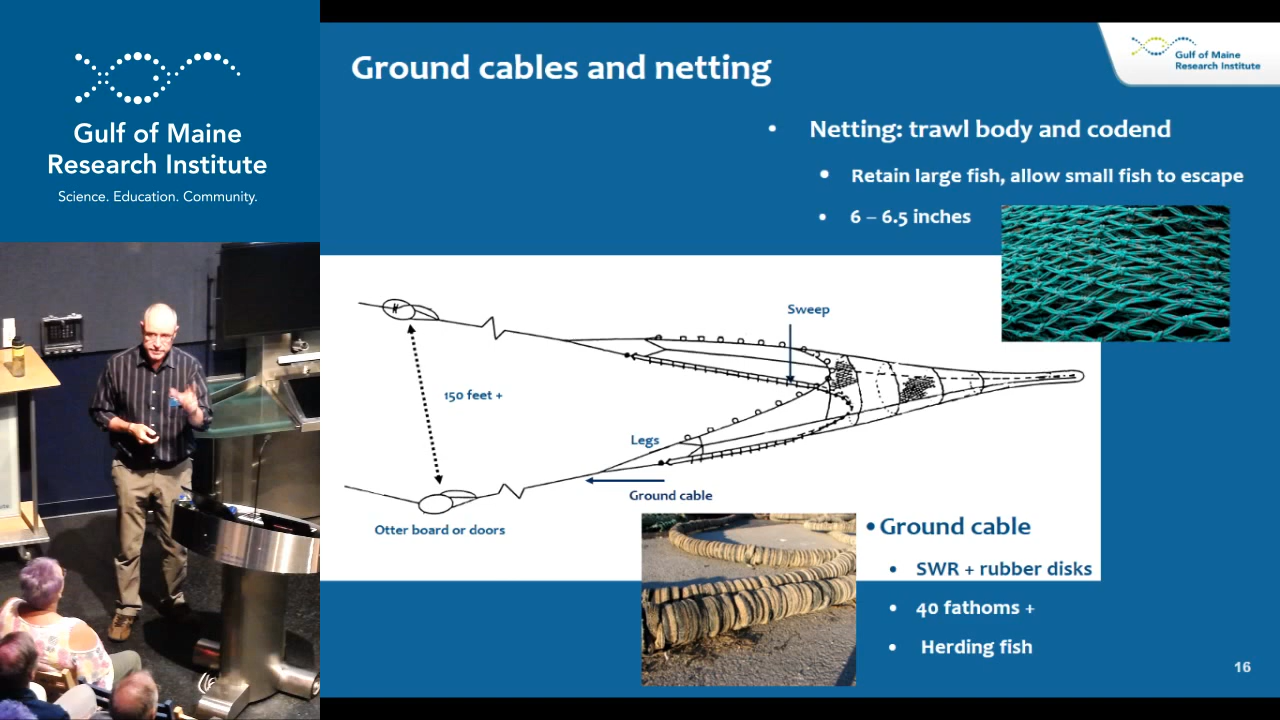 Gulf of Maine
Research Institute
Science. Education. Community.
Ground cables and netting
Gulf of Maine
Research Institute
• Netting: trawl body and codend
• Retain large fish, allow small fish to escape
• 6 – 6.5 inches
Sweep
150 feet +
Legs
Ground cable
Otter board or doors
• Ground cable
• SWR + rubber disks
• 40 fathoms +
• Herding fish
16